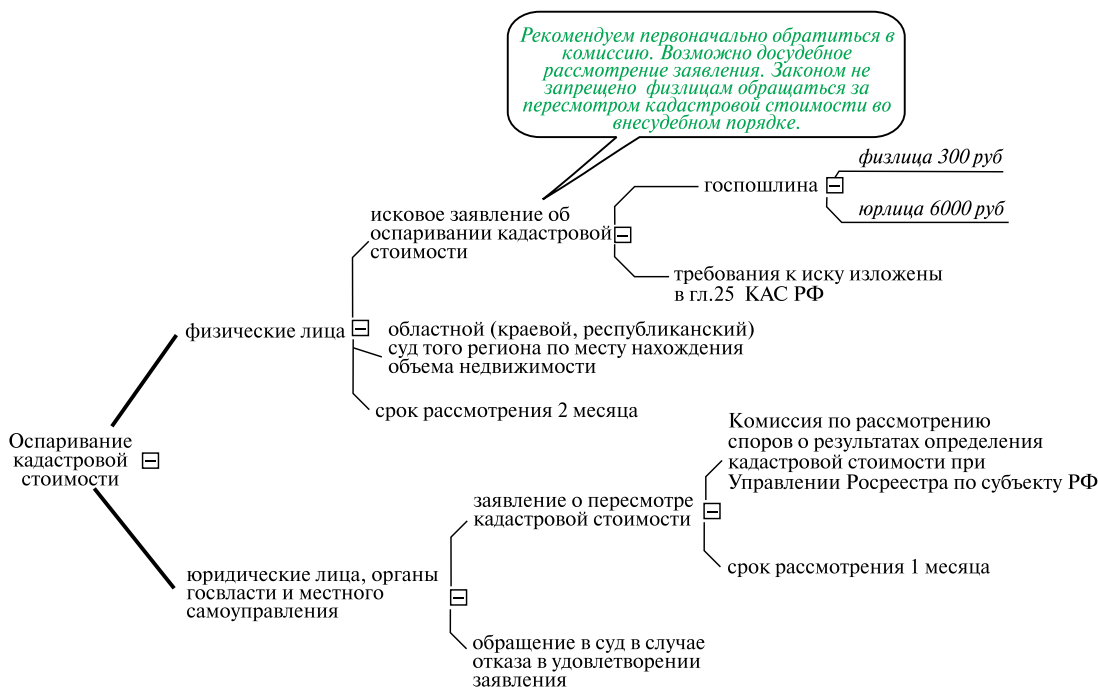 Рекомендуем первоначально обратиться в
комиссию. Возможно досудебное
рассмотрение заявления. Законом не
запрещено физлицам обращаться за
пересмотром кадастровой стоимости во
внесудебном порядке.
физлица 300 руб
госпошлина
юрлица 6000 руб
исковое заявление об
оспаривании кадастровой
стоимости
требования к иску изложены
в гл.25 КАС РФ
физические лица
областной (краевой, республиканский)
суд того региона по месту нахождения
объема недвижимости
срок рассмотрения 2 месяца
Оспаривание
кадастровой
стоимости
Комиссия по рассмотрению
споров о результатах определения
кадастровой стоимости при
Управлении Росреестра по субъекту РФ
заявление о пересмотре
кадастровой стоимости
срок рассмотрения 1 месяца
юридические лица, органы
госвласти и местного
самоуправления
обращение в суд в случае
отказа в удовлетворении
заявления